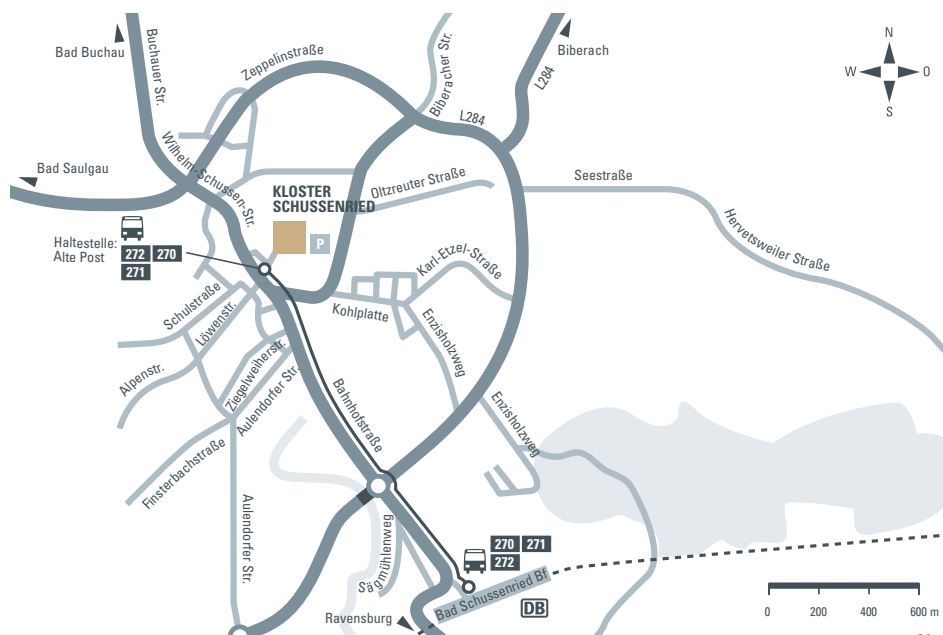 N
W O
S
Bad Buchau
Buchauer Str.
Zeppelinstraße
Biberacher Str.
Biberach
L284
L284
Bad Saulgau
Wilhelm-Schussen-Str.
KLOSTER
SCHUSSENRIED
P
Oltzreuter Straße
Seestraße
Hervetsweiler Straße
Haltestelle:
Alte Post
272 270
271
Karl-Etzel-Straße
Kohlplatte
Enzisholzweg
Schulstraße
Löwenstr.
Alpenstr.
Ziegelweiherstr.
Aulendorfer Str.
Bahnhofstraße
Enzisholzweg
Finsterbachstraße
Aulendorfer Str.
Sägmühlenweg
270 271
272
Bad Schussenried Bf
DB
Ravensburg
0 200 400 600 m